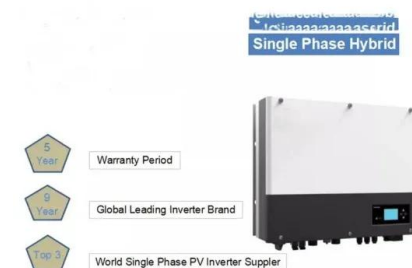 Single Phase Hybrid
5
Year
Warranty Period
9
Year
Global Leading Inverter Brand
Top 3
World Single Phase PV Inverter Suppler